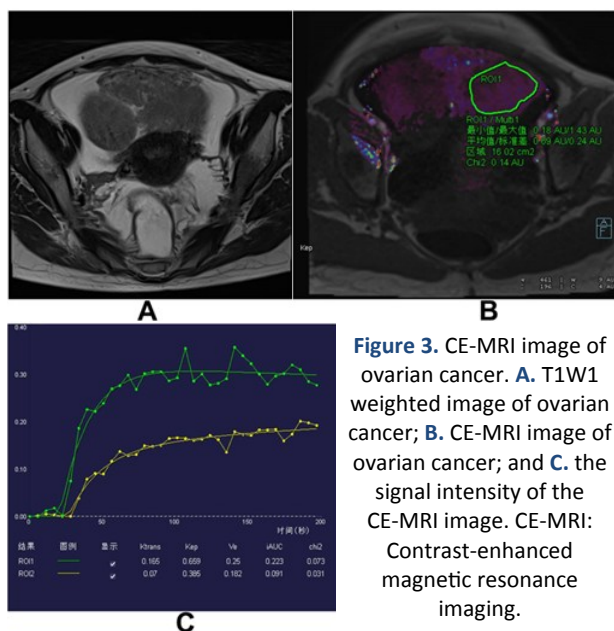 ROI1
ROI1 / Multi1
最小值/最大值: 0.18 AU/1.43 AU
平均值/标准差: 0.69 AU/0.24 AU
区域: 16.02 cm2
Chi2: 0.14 AU
Kep
F
A
B
0.40
0.30
0.20
0.10
0.00
0
50
100
150
200
时间(秒)
结果 图例 显示 Ktrans Kep Ve iAUC chi2
ROI1 0.165 0.659 0.25 0.223 0.073
ROI2 0.07 0.385 0.182 0.091 0.031
C
Figure 3. CE-MRI image of
ovarian cancer. A. T1W1
weighted image of ovarian
cancer; B. CE-MRI image of
ovarian cancer; and C. the
signal intensity of the
CE-MRI image. CE-MRI:
Contrast-enhanced
magnetic resonance
imaging.